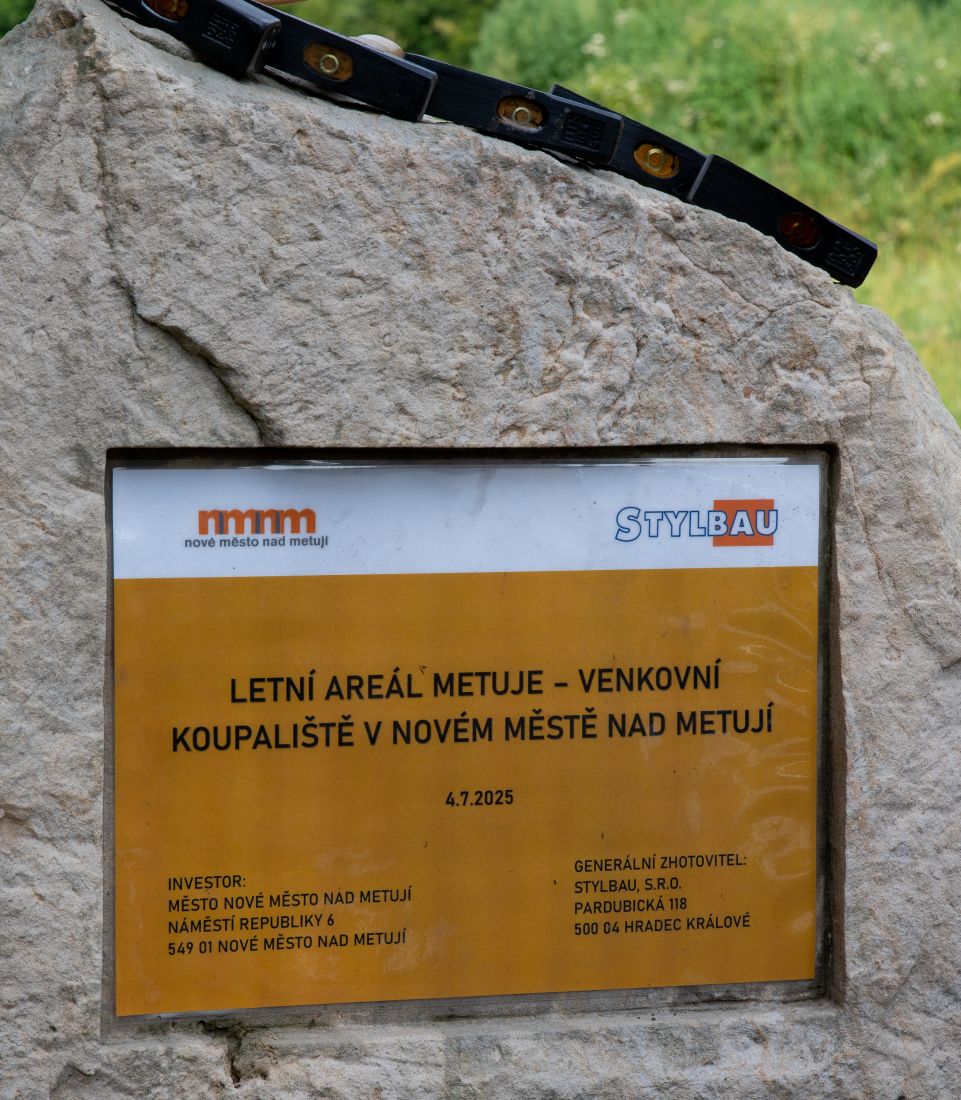 nmnm
nové město nad metují
STYLBAU
LETNÍ AREÁL METUJE – VENKOVNÍ
KOUPALIŠTĚ V NOVÉM MĚSTĚ NAD METUJÍ
4.7.2025
INVESTOR:
MĚSTO NOVÉ MĚSTO NAD METUJÍ
NÁMĚSTÍ REPUBLIKY 6
549 01 NOVÉ MĚSTO NAD METUJÍ
GENERÁLNÍ ZHOTOVITEL:
STYLBAU, S.R.O.
PARDUBICKÁ 118
500 04 HRADEC KRÁLOVÉ